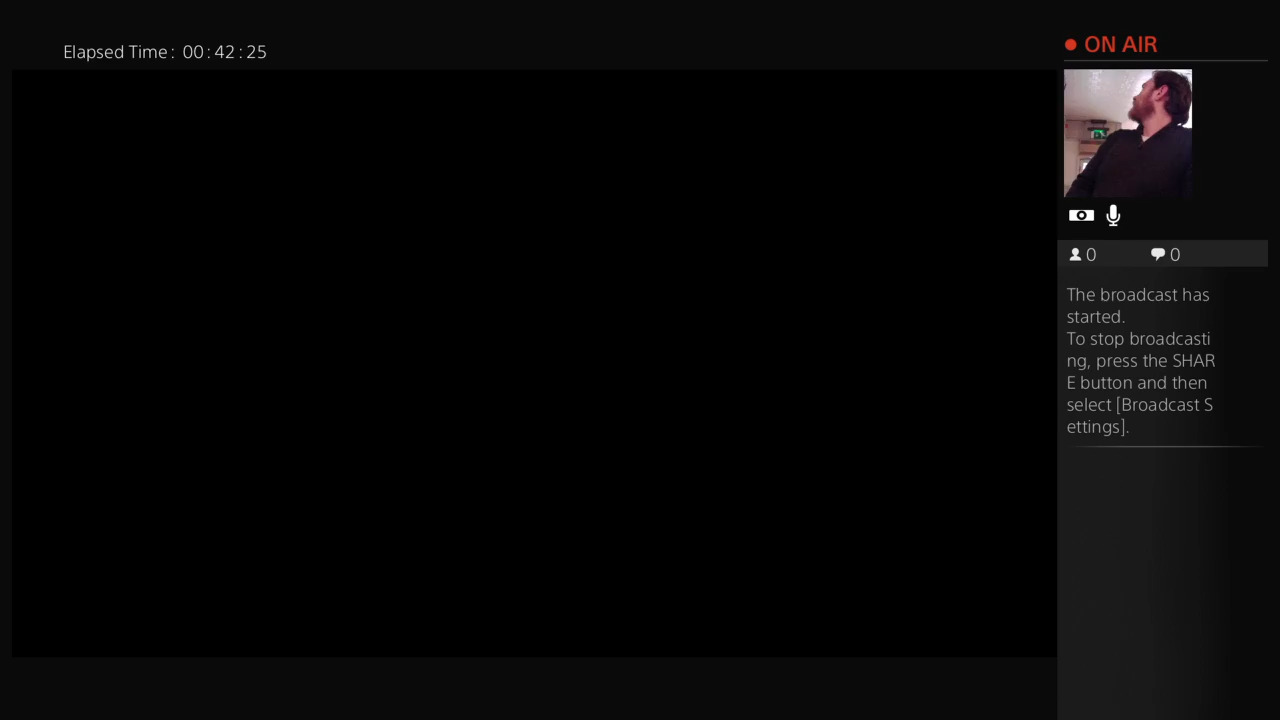 Elapsed Time: 00:42:25
ON AIR
0 0
The broadcast has
started.
To stop broadcasti
ng, press the SHAR
E button and then
select [Broadcast S
ettings].